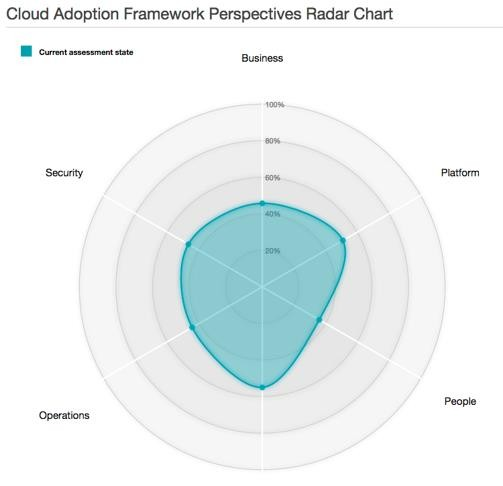 Cloud Adoption Framework Perspectives Radar Chart
Current assessment state
Business
100%
80%
Security
Platform
60%
40%
20%
Operations
People